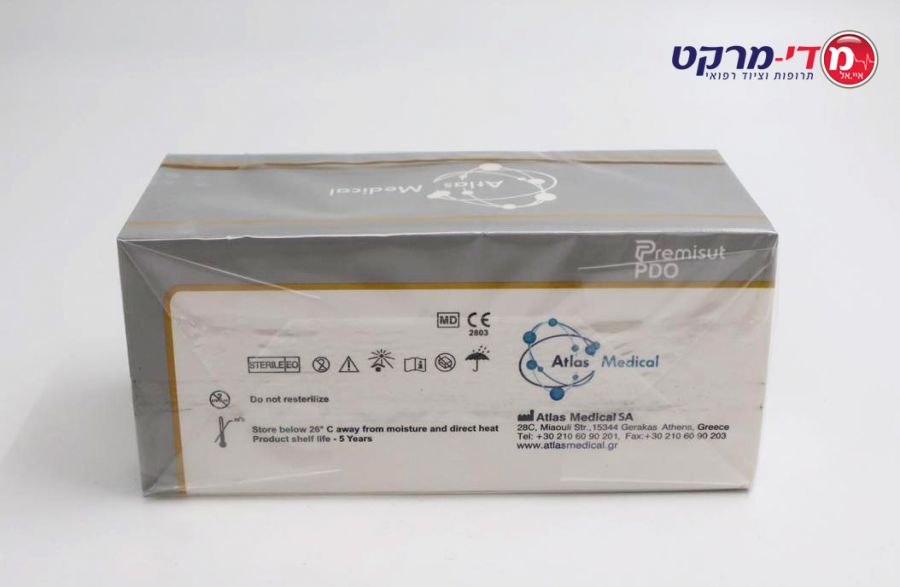 די-מרקט
תרופות וציוד רפואי
מ
איי.אל
Atlas Medical
Premisut
PDO
MD CE
2803
STERILE EO
Atlas Medical
Do not resterilize
Store below 26° C away from moisture and direct heat
Product shelf life - 5 Years
Atlas Medical SA
28C, Miaouli Str.,15344 Gerakas Athens, Greece
Tel: +30 210 60 90 201, Fax:+30 210 60 90 203
www.atlasmedical.gr